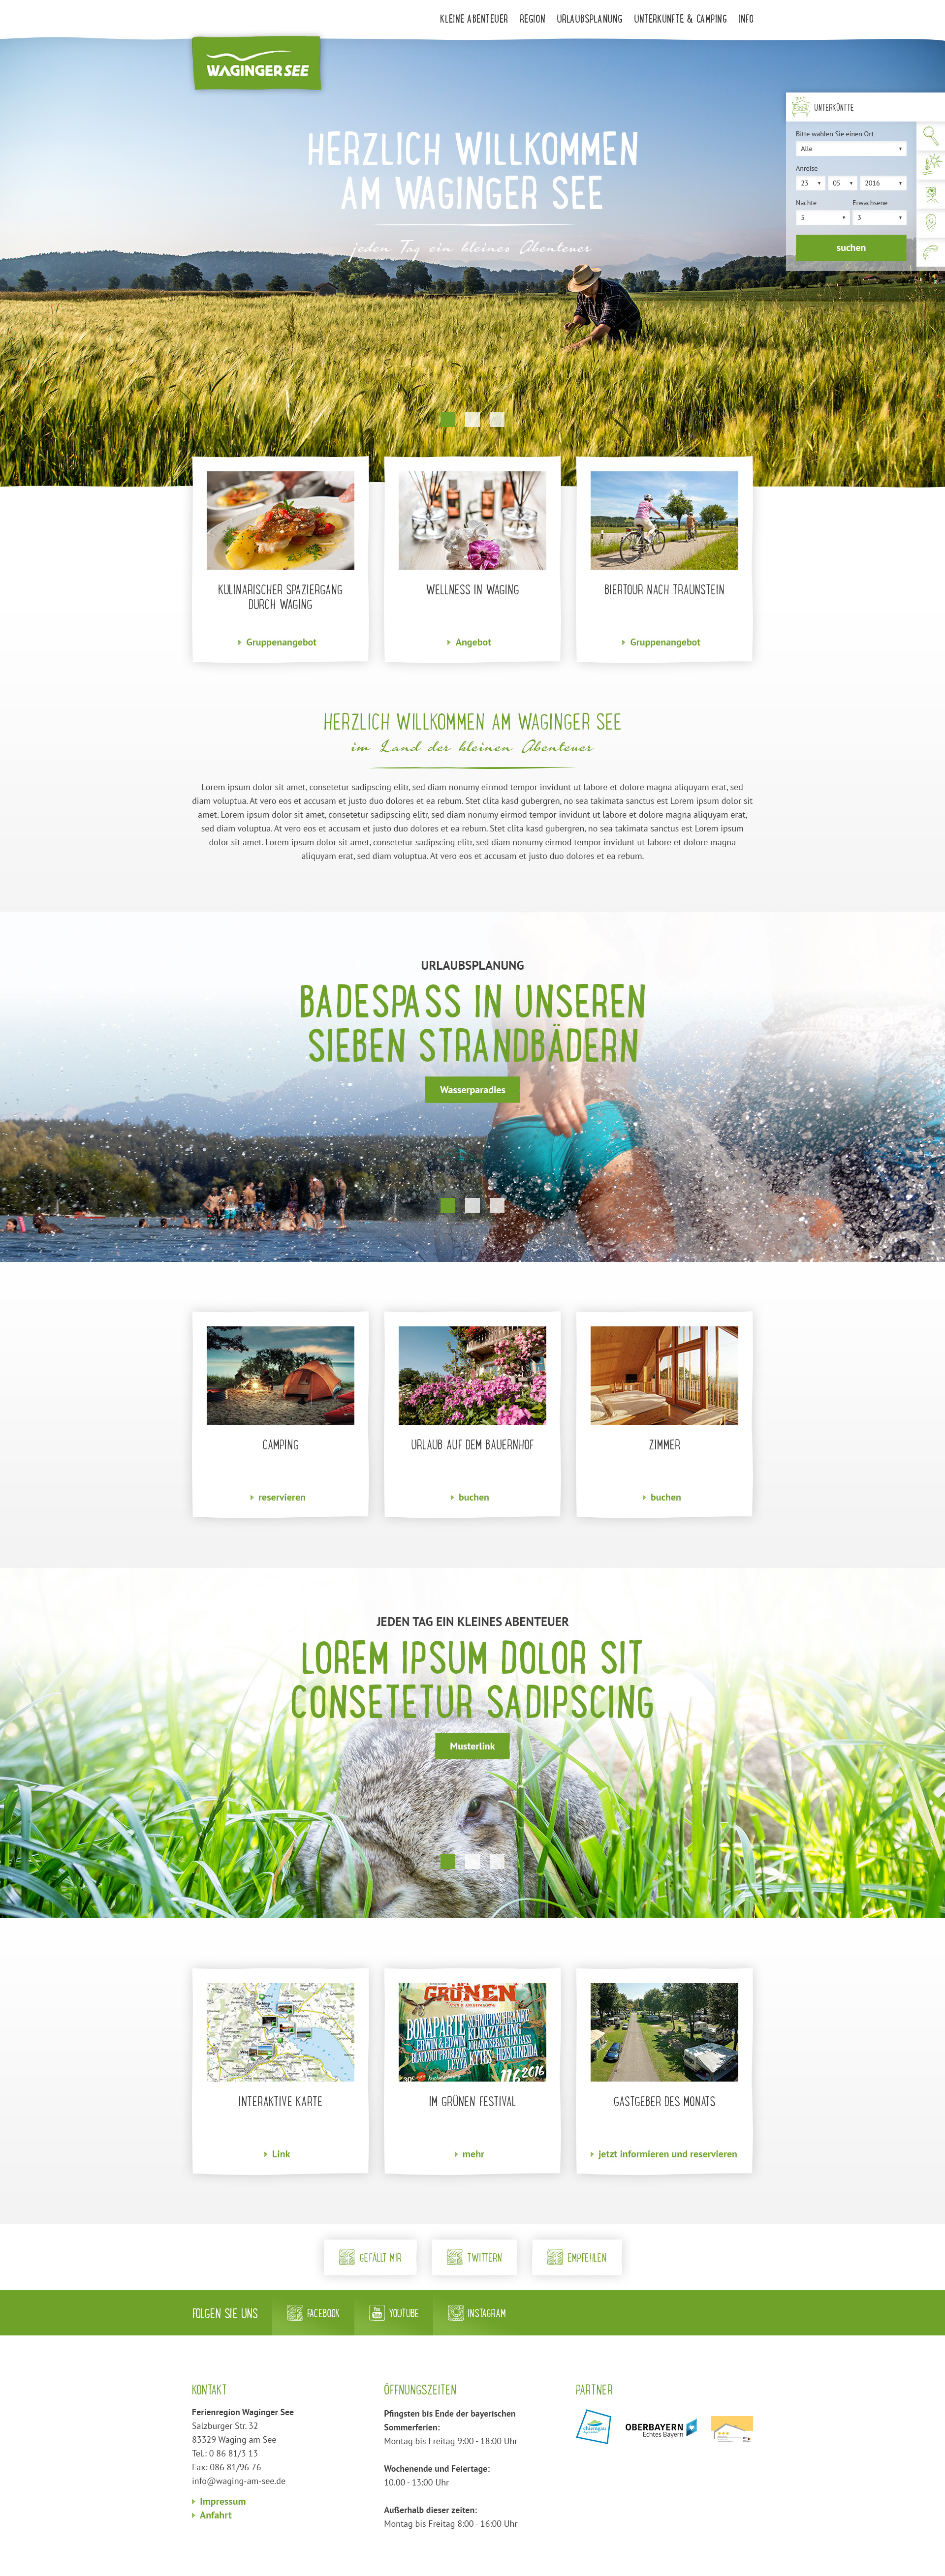 KLEINE ABENTEUER REGION URLAUBSPLANUNG UNTERKÜNFTE & CAMPING INFO
WAGINGER SEE
UNTERKÜNFTE
Bitte wählen Sie einen Ort
Alle
Anreise
23 05 2016
Nächte Erwachsene
5 3
suchen
HERZLICH WILLKOMMEN
AM WAGINGER SEE
jeden Tag ein kleines Abenteuer
KULINARISCHER SPAZIERGANG
DURCH WAGING
Gruppenangebot
WELLNESS IN WAGING
Angebot
BIERTOUR NACH TRAUNSTEIN
Gruppenangebot
HERZLICH WILLKOMMEN AM WAGINGER SEE
im Land der kleinen Abenteuer
Lorem ipsum dolor sit amet, consetetur sadipscing elitr, sed diam nonumy eirmod tempor invidunt ut labore et dolore magna aliquyam erat, sed
diam voluptua. At vero eos et accusam et justo duo dolores et ea rebum. Stet clita kasd gubergren, no sea takimata sanctus est Lorem ipsum dolor sit
amet. Lorem ipsum dolor sit amet, consetetur sadipscing elitr, sed diam nonumy eirmod tempor invidunt ut labore et dolore magna aliquyam erat,
sed diam voluptua. At vero eos et accusam et justo duo dolores et ea rebum. Stet clita kasd gubergren, no sea takimata sanctus est Lorem ipsum
dolor sit amet. Lorem ipsum dolor sit amet, consetetur sadipscing elitr, sed diam nonumy eirmod tempor invidunt ut labore et dolore magna
aliquyam erat, sed diam voluptua. At vero eos et accusam et justo duo dolores et ea rebum.
URLAUBSPLANUNG
BADESPASS IN UNSEREN
SIEBEN STRANDBÄDERN
Wasserparadies
CAMPING
reservieren
URLAUB AUF DEM BAUERNHOF
buchen
ZIMMER
buchen
JEDEN TAG EIN KLEINES ABENTEUER
LOREM IPSUM DOLOR SIT
CONSETETUR SADIPSCING
Musterlink
INTERAKTIVE KARTE
Link
GRÜNEN
BONAPARTE
ERWIN & EDWIN
LEYYA KYTES
2016
IM GRÜNEN FESTIVAL
mehr
GASTGEBER DES MONATS
jetzt informieren und reservieren
GEFÄLLT MIR
TWITTERN
EMPFEHLEN
FOLGEN SIE UNS
FACEBOOK
YOUTUBE
INSTAGRAM
KONTAKT
Ferienregion Waginger See
Salzburger Str. 32
83329 Waging am See
Tel.: 0 86 81/3 13
Fax: 086 81/96 76
info@waging-am-see.de
Impressum
Anfahrt
ÖFFNUNGSZEITEN
Pfingsten bis Ende der bayerischen
Sommerferien:
Montag bis Freitag 9:00 - 18:00 Uhr
Wochenende und Feiertage:
10.00 - 13:00 Uhr
Außerhalb dieser zeiten:
Montag bis Freitag 8:00 - 16:00 Uhr
PARTNER
chiemgau
OBERBAYERN
Echtes Bayern